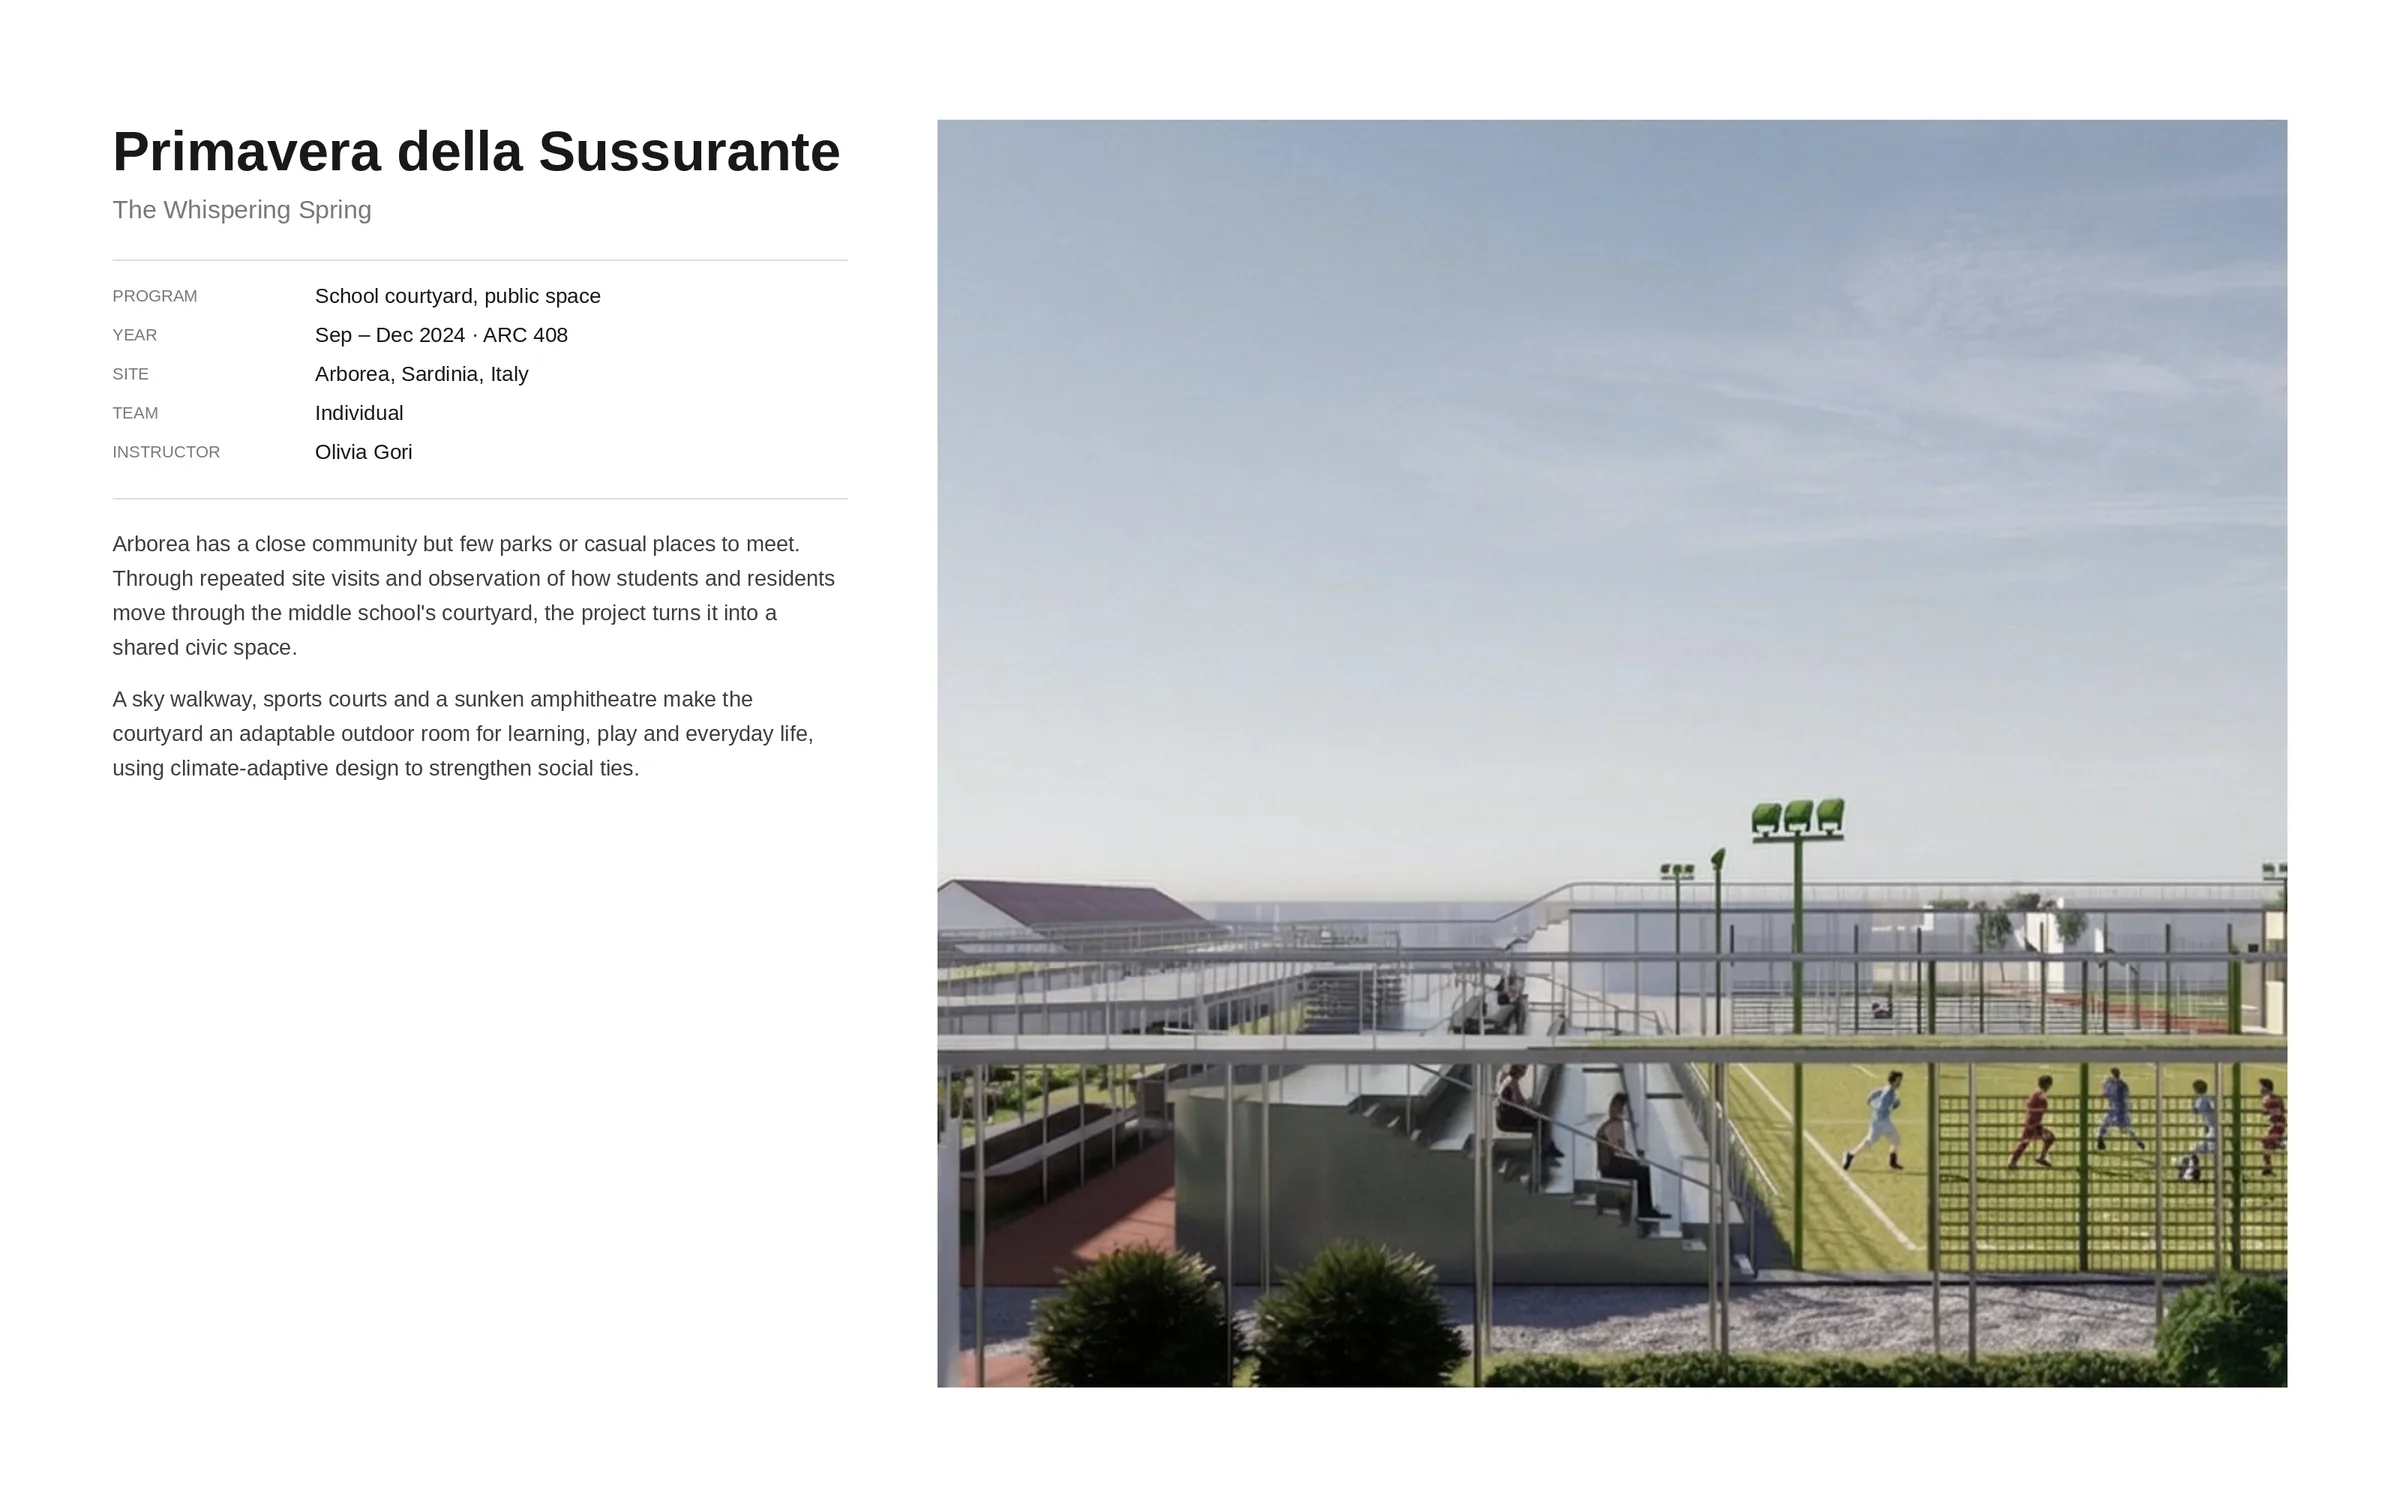 Primavera della Sussurante
The Whispering Spring
PROGRAM School courtyard, public space
YEAR Sep – Dec 2024 · ARC 408
SITE Arborea, Sardinia, Italy
TEAM Individual
INSTRUCTOR Olivia Gori
Arborea has a close community but few parks or casual places to meet.
Through repeated site visits and observation of how students and residents
move through the middle school's courtyard, the project turns it into a
shared civic space.
A sky walkway, sports courts and a sunken amphitheatre make the
courtyard an adaptable outdoor room for learning, play and everyday life,
using climate-adaptive design to strengthen social ties.